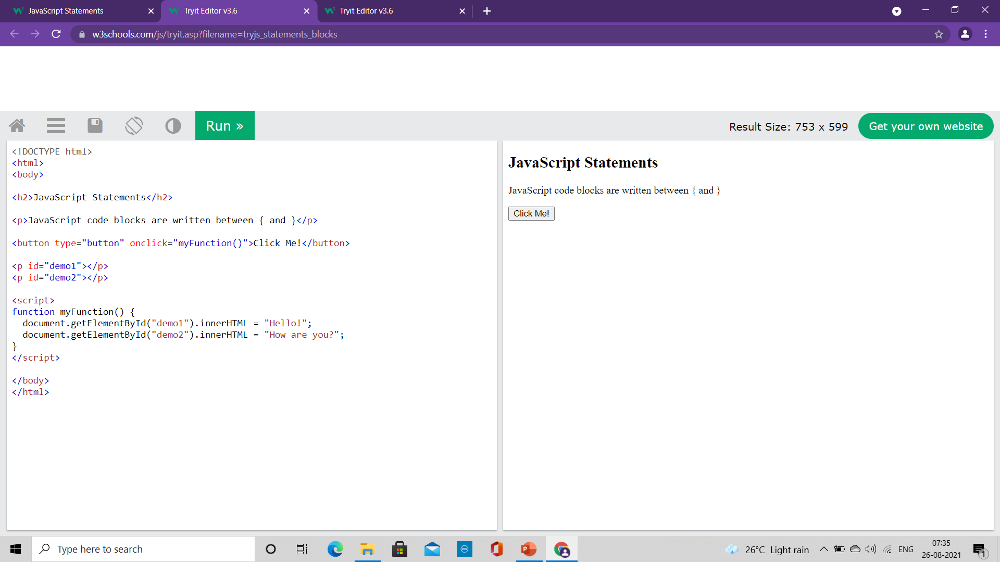 JavaScript Statements
Tryit Editor v3.6
Tryit Editor v3.6
w3schools.com/js/tryit.asp?filename=tryjs_statements_blocks
Run »
Result Size: 753 x 599
Get your own website
<!DOCTYPE html>
<html>
<body>
<h2>JavaScript Statements</h2>
<p>JavaScript code blocks are written between { and }</p>
<button type="button" onclick="myFunction()">Click Me!</button>
<p id="demo1"></p>
<p id="demo2"></p>
<script>
function myFunction() {
  document.getElementById("demo1").innerHTML = "Hello!";
  document.getElementById("demo2").innerHTML = "How are you?";
}
</script>
</body>
</html>
JavaScript Statements
JavaScript code blocks are written between { and }
Click Me!
Type here to search
DELL
P
26°C Light rain
ENG
07:35
26-08-2021
1